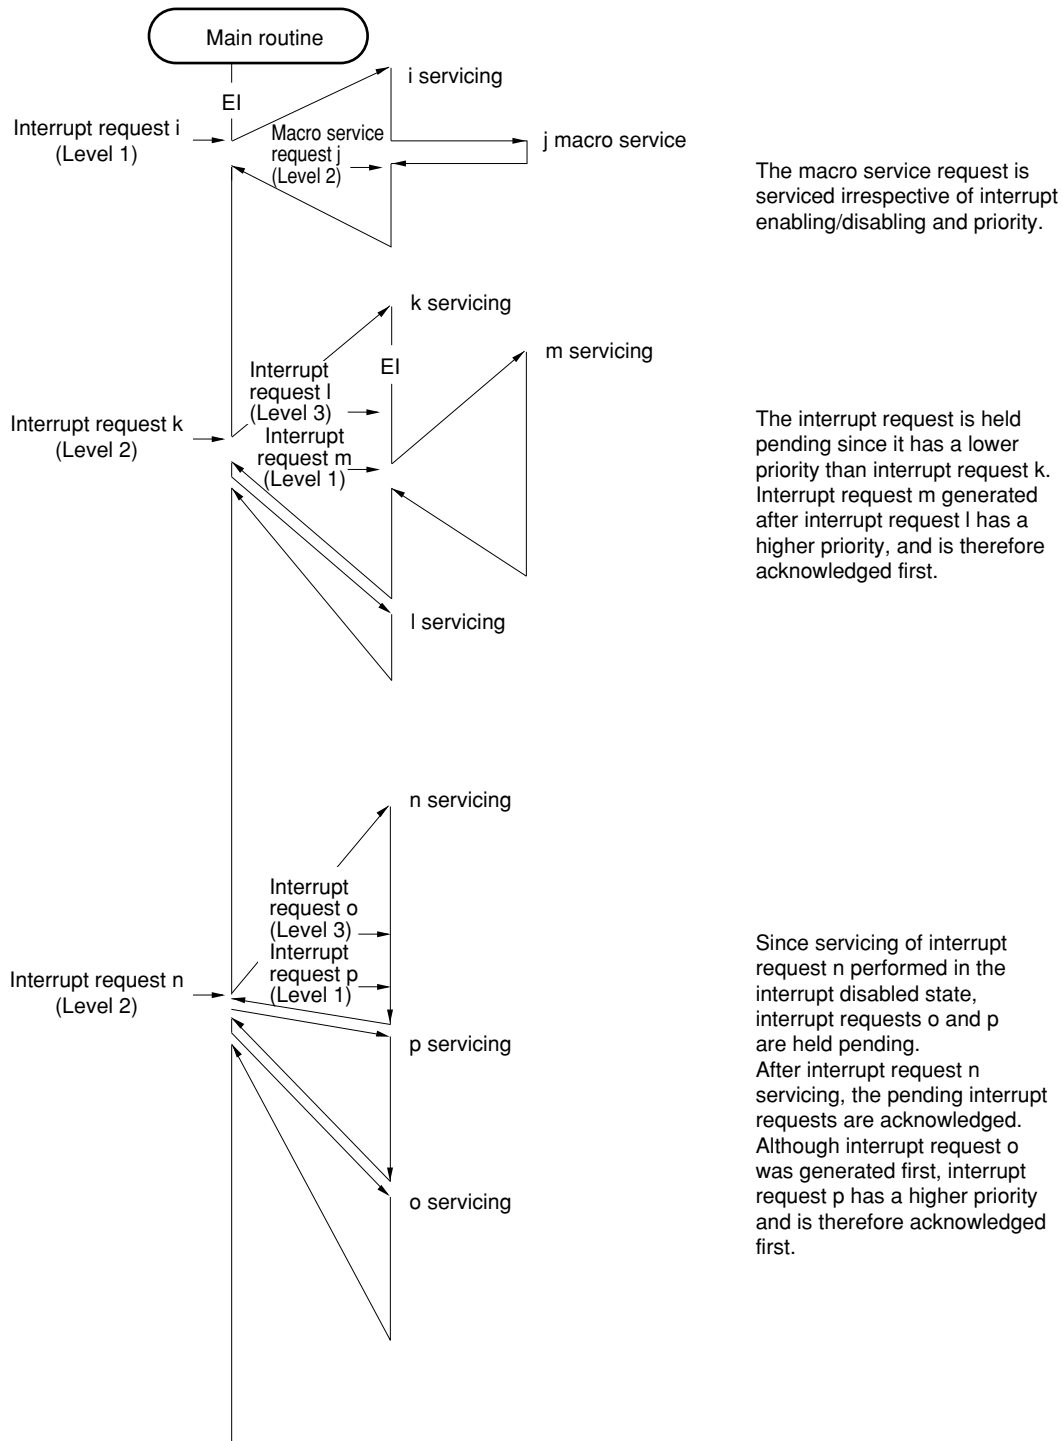 Main routine
EI
i servicing
Interrupt request i
(Level 1)
Macro service
request j
(Level 2)
j macro service
The macro service request is
serviced irrespective of interrupt
enabling/disabling and priority.
k servicing
EI
m servicing
Interrupt
request l
(Level 3)
Interrupt request k
(Level 2)
Interrupt
request m
(Level 1)
The interrupt request is held
pending since it has a lower
priority than interrupt request k.
Interrupt request m generated
after interrupt request l has a
higher priority, and is therefore
acknowledged first.
l servicing
n servicing
Interrupt
request o
(Level 3)
Interrupt
request p
(Level 1)
Interrupt request n
(Level 2)
p servicing
o servicing
Since servicing of interrupt
request n performed in the
interrupt disabled state,
interrupt requests o and p
are held pending.
After interrupt request n
servicing, the pending interrupt
requests are acknowledged.
Although interrupt request o
was generated first, interrupt
request p has a higher priority
and is therefore acknowledged
first.